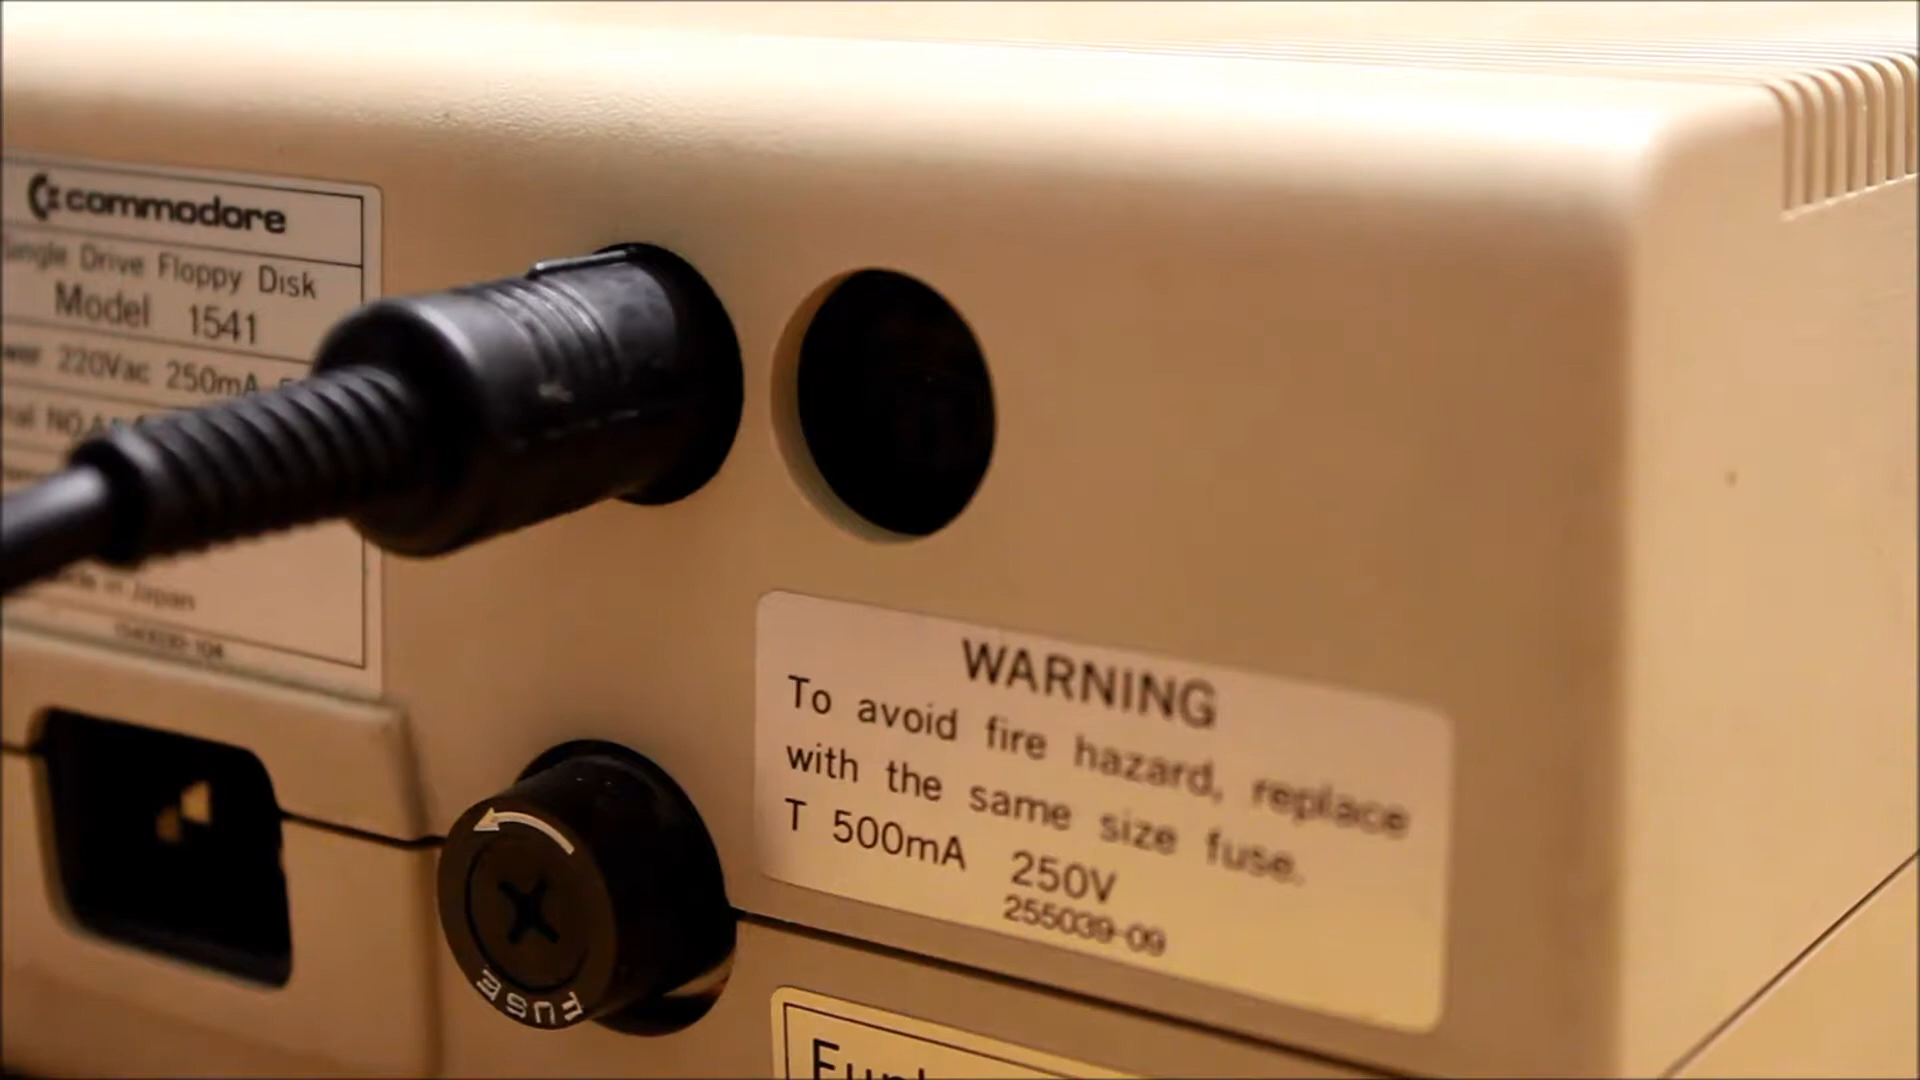 commodore
Single Drive Floppy Disk
Model 1541
220Vac 250mA
NO.
Made in Japan
WARNING
To avoid fire hazard, replace
with the same size fuse.
T 500mA 250V
255039-09
FUSE